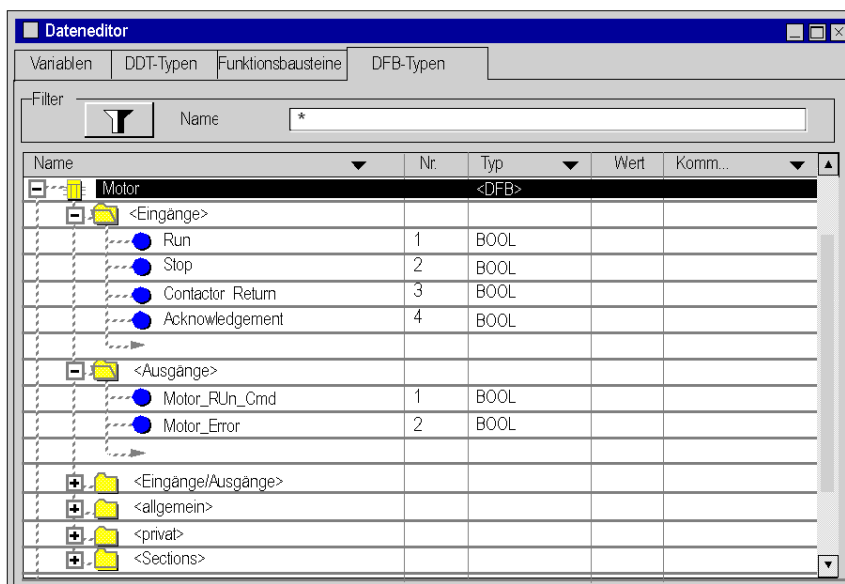 Dateneditor
Variablen DDT-Typen Funktionsbausteine DFB-Typen
Filter
Name *
Name Nr. Typ Wert Komm...
Motor <DFB>
<Eingänge>
Run 1 BOOL
Stop 2 BOOL
Contactor Return 3 BOOL
Acknowledgement 4 BOOL
<Ausgänge>
Motor_RUn_Cmd 1 BOOL
Motor_Error 2 BOOL
<Eingänge/Ausgänge>
<allgemein>
<privat>
<Sections>